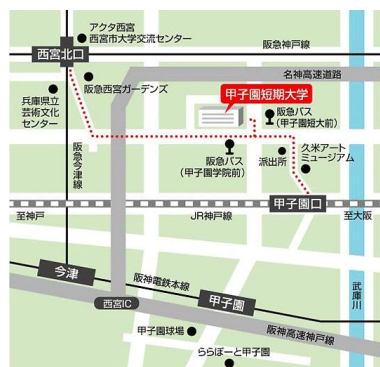 アクタ西宮
西宮市大学交流センター
西宮北口
阪急神戸線
名神高速道路
阪急西宮ガーデンズ
甲子園短期大学
兵庫県立
芸術文化
センター
阪急バス
(甲子園短大前)
阪急今津線
阪急バス
(甲子園学院前)
派出所
久米アート
ミュージアム
甲子園口
至神戸
JR神戸線
至大阪
今津
阪神電鉄本線
武庫川
西宮IC
甲子園
甲子園球場
阪神高速神戸線
ららぽーと甲子園